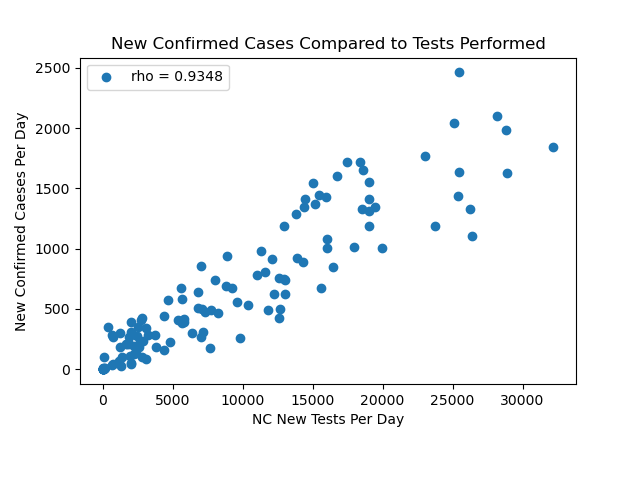 New Confirmed Cases Compared to Tests Performed
rho = 0.9348
2500
2000
1500
1000
500
0
New Confirmed Caeses Per Day
0 5000 10000 15000 20000 25000 30000
NC New Tests Per Day